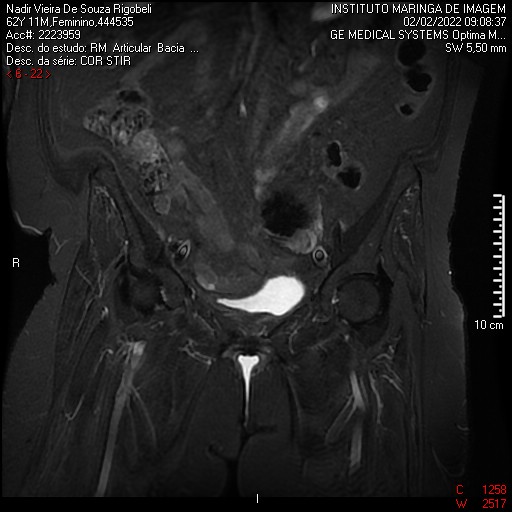 Nadir Vieira De Souza Rigobeli
62Y 11M,Feminino,444535
Acc#: 2223959
Desc. do estudo: RM Articular Bacia ...
Desc. da série: COR STIR
< 6 - 22 >
INSTITUTO MARINGA DE IMAGEM
02/02/2022 09:08:37
GE MEDICAL SYSTEMS Optima M...
SW 5,50 mm
R
10 cm
I
C 1258
W 2517